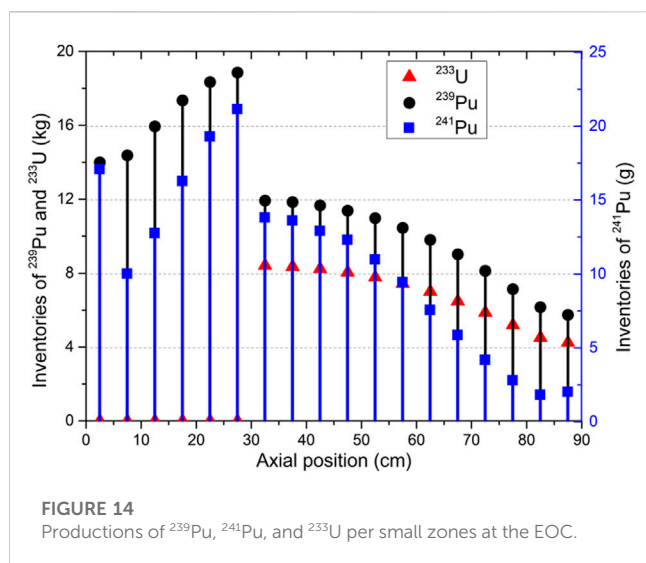 20
16
12
8
4
0
Inventories of ²³⁹Pu and ²³³U (kg)
²³³U
²³⁹Pu
²⁴¹Pu
25
20
15
10
5
0
Inventories of ²⁴¹Pu (g)
0 10 20 30 40 50 60 70 80 90
Axial position (cm)
FIGURE 14
Productions of ²³⁹Pu, ²⁴¹Pu, and ²³³U per small zones at the EOC.